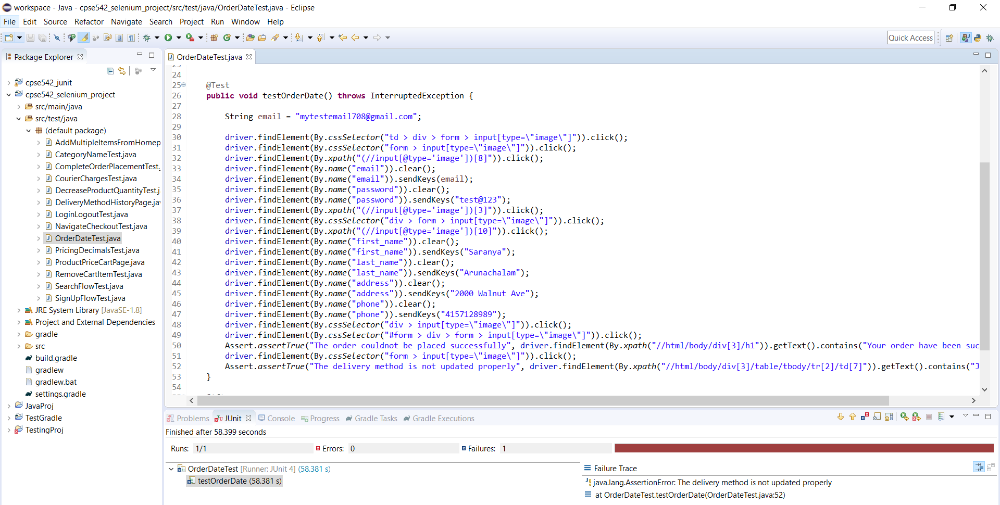 workspace - Java - cpse542_selenium_project/src/test/java/OrderDateTest.java - Eclipse
File Edit Source Refactor Navigate Search Project Run Window Help
Quick Access
Package Explorer
cpse542_junit
cpse542_selenium_project
src/main/java
src/test/java
(default package)
AddMultipleItemsFromHomep
CategoryNameTest.java
CompleteOrderPlacementTest.
CourierChargesTest.java
DecreaseProductQuantityTest.j
DeliveryMethodHistoryPage.jav
LoginLogoutTest.java
NavigateCheckoutTest.java
OrderDateTest.java
PricingDecimalsTest.java
ProductPriceCartPage.java
RemoveCartItemTest.java
SearchFlowTest.java
SignUpFlowTest.java
JRE System Library [JavaSE-1.8]
Project and External Dependencies
gradle
src
build.gradle
gradlew
gradlew.bat
settings.gradle
JavaProj
TestGradle
TestingProj
OrderDateTest.java
23
24
25 @Test
26 public void testOrderDate() throws InterruptedException {
27
28 String email = "mytestemail708@gmail.com";
29
30 driver.findElement(By.cssSelector("td > div > form > input[type=\"image\"]")).click();
31 driver.findElement(By.cssSelector("form > input[type=\"image\"]")).click();
32 driver.findElement(By.xpath("(//input[@type='image'])[8]")).click();
33 driver.findElement(By.name("email")).clear();
34 driver.findElement(By.name("email")).sendKeys(email);
35 driver.findElement(By.name("password")).clear();
36 driver.findElement(By.name("password")).sendKeys("test@123");
37 driver.findElement(By.xpath("(//input[@type='image'])[3]")).click();
38 driver.findElement(By.cssSelector("div > form > input[type=\"image\"]")).click();
39 driver.findElement(By.xpath("(//input[@type='image'])[10]")).click();
40 driver.findElement(By.name("first_name")).clear();
41 driver.findElement(By.name("first_name")).sendKeys("Saranya");
42 driver.findElement(By.name("last_name")).clear();
43 driver.findElement(By.name("last_name")).sendKeys("Arunachalam");
44 driver.findElement(By.name("address")).clear();
45 driver.findElement(By.name("address")).sendKeys("2000 Walnut Ave");
46 driver.findElement(By.name("phone")).clear();
47 driver.findElement(By.name("phone")).sendKeys("4157128989");
48 driver.findElement(By.cssSelector("div > input[type=\"image\"]")).click();
49 driver.findElement(By.cssSelector("#form > div > form > input[type=\"image\"]")).click();
50 Assert.assertTrue("The order couldnot be placed successfully", driver.findElement(By.xpath("//html/body/div[3]/h1")).getText().contains("Your order have been suc
51 driver.findElement(By.cssSelector("form > input[type=\"image\"]")).click();
52 Assert.assertTrue("The delivery method is not updated properly", driver.findElement(By.xpath("//html/body/div[3]/table/tbody/tr[2]/td[7]")).getText().contains("J
53 }
54
Problems JUnit Console Progress Gradle Tasks Gradle Executions
Finished after 58.399 seconds
Runs: 1/1 Errors: 0 Failures: 1
OrderDateTest [Runner: JUnit 4] (58.381 s)
testOrderDate (58.381 s)
Failure Trace
java.lang.AssertionError: The delivery method is not updated properly
at OrderDateTest.testOrderDate(OrderDateTest.java:52)